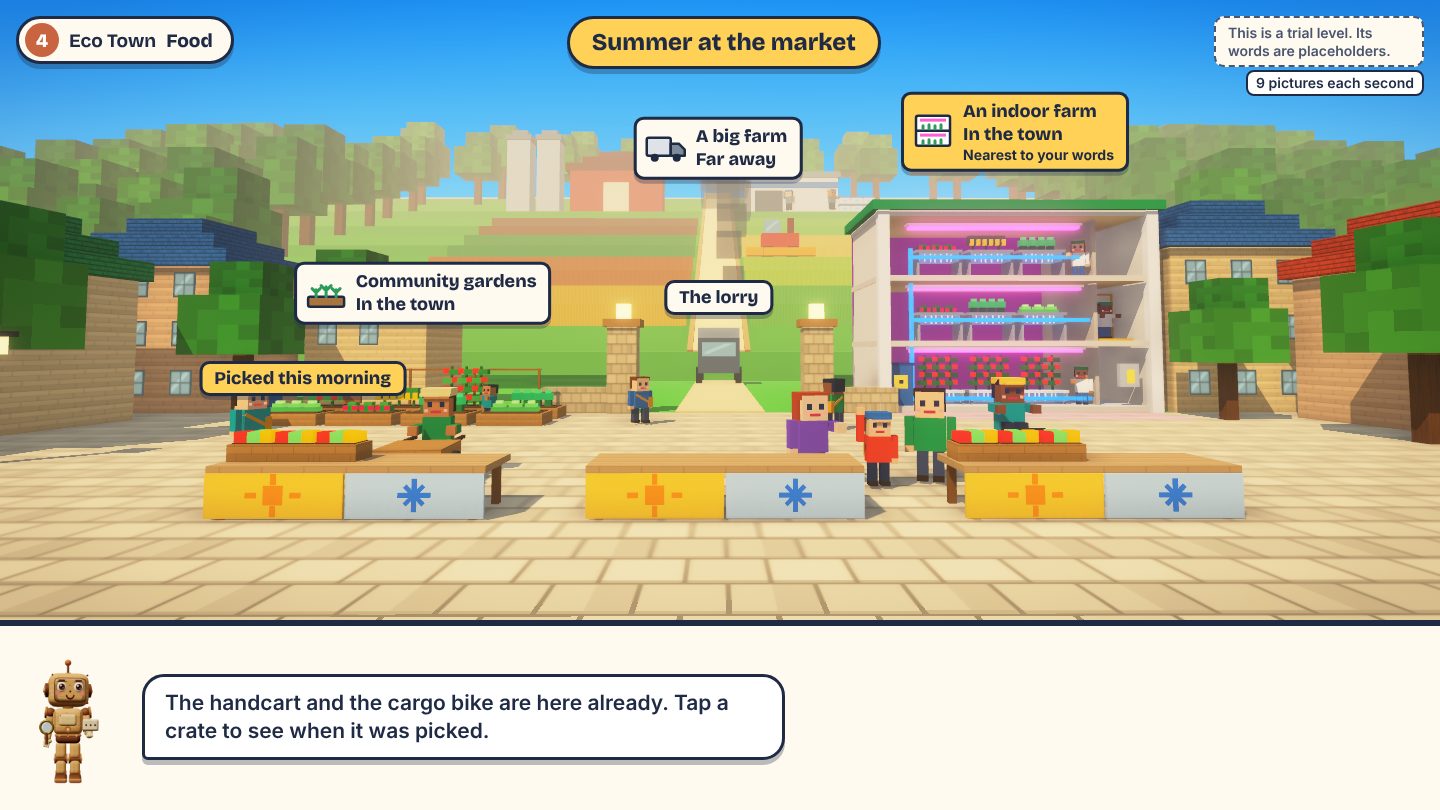 4 Eco Town Food
Summer at the market
This is a trial level. Its
words are placeholders.
9 pictures each second
An indoor farm
In the town
Nearest to your words
A big farm
Far away
Community gardens
In the town
The lorry
Picked this morning
The handcart and the cargo bike are here already. Tap a
crate to see when it was picked.